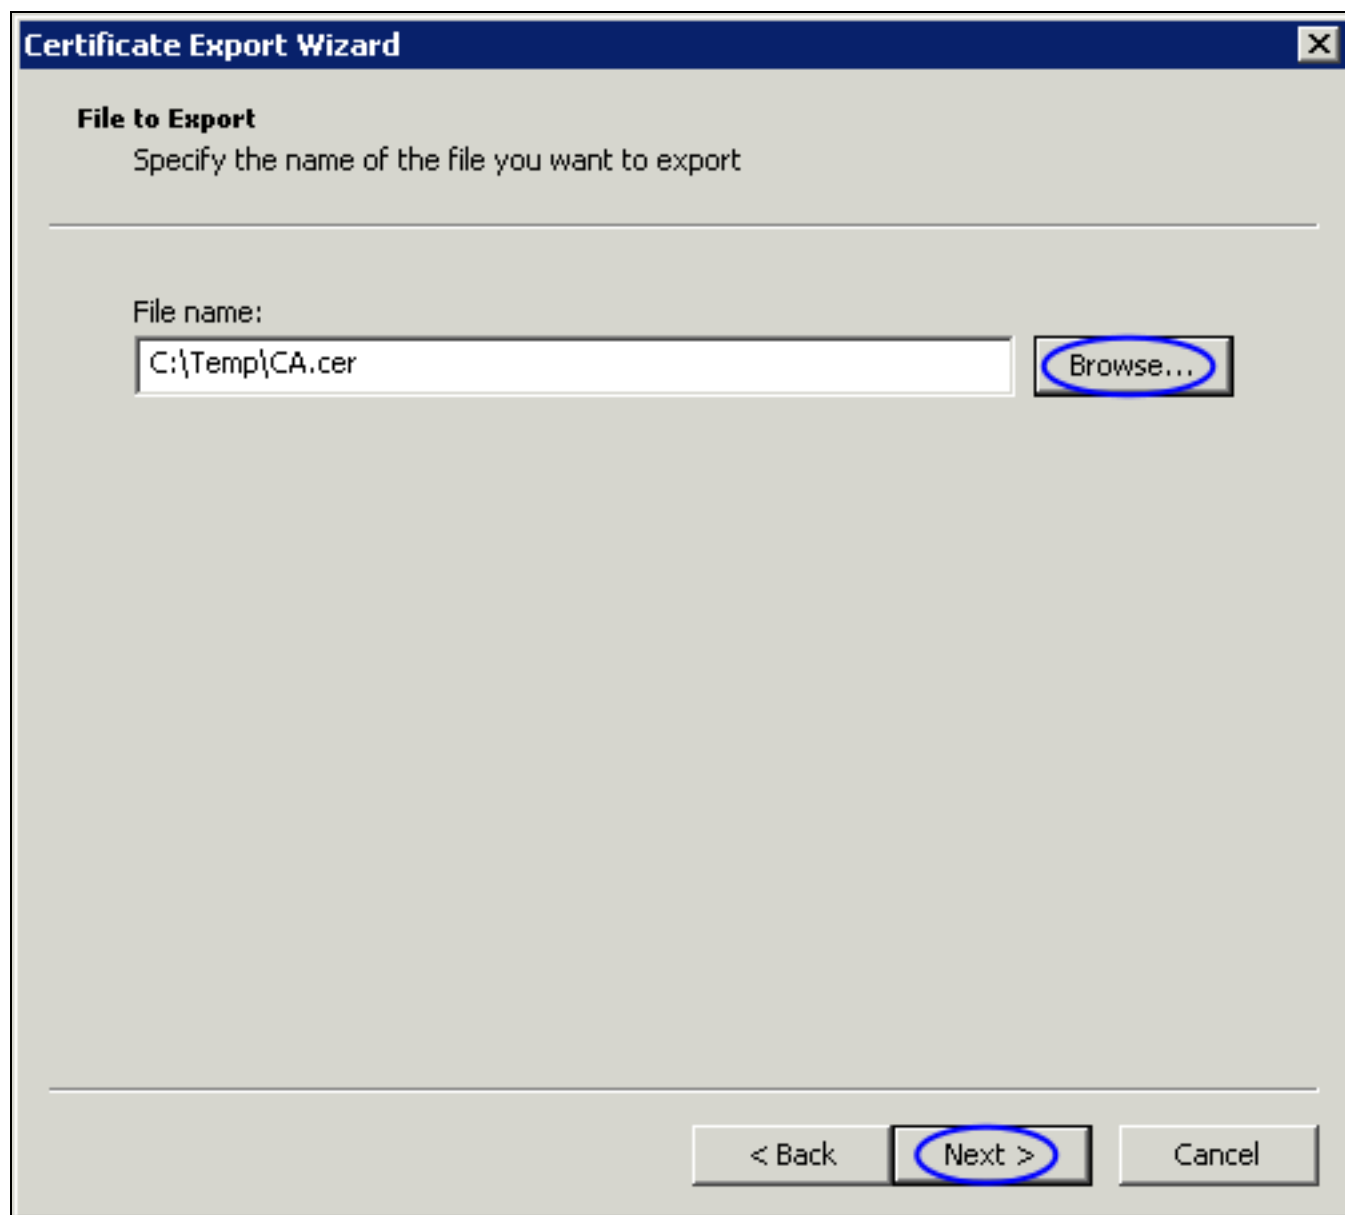 Certificate Export Wizard
File to Export
Specify the name of the file you want to export
File name:
C:\Temp\CA.cer
Browse...
< Back
Next >
Cancel